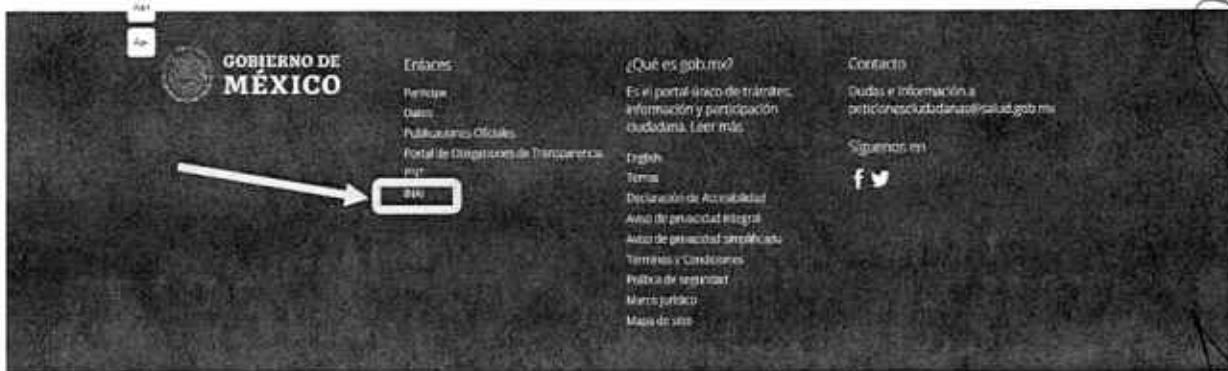 GOBIERNO DE
MÉXICO
Enlaces
Participa
Datos
Publicaciones Oficiales
Portal de Obligaciones de Transparencia
PNT
INAI
¿Qué es gob.mx?
Es el portal único de trámites,
información y participación
ciudadana. Leer más
English
Temas
Declaración de Accesibilidad
Aviso de privacidad integral
Aviso de privacidad simplificado
Términos y Condiciones
Política de seguridad
Marco jurídico
Mapa de sitio
Contacto
Dudas e información a
peticionesciudadanas@salud.gob.mx
Síguenos en